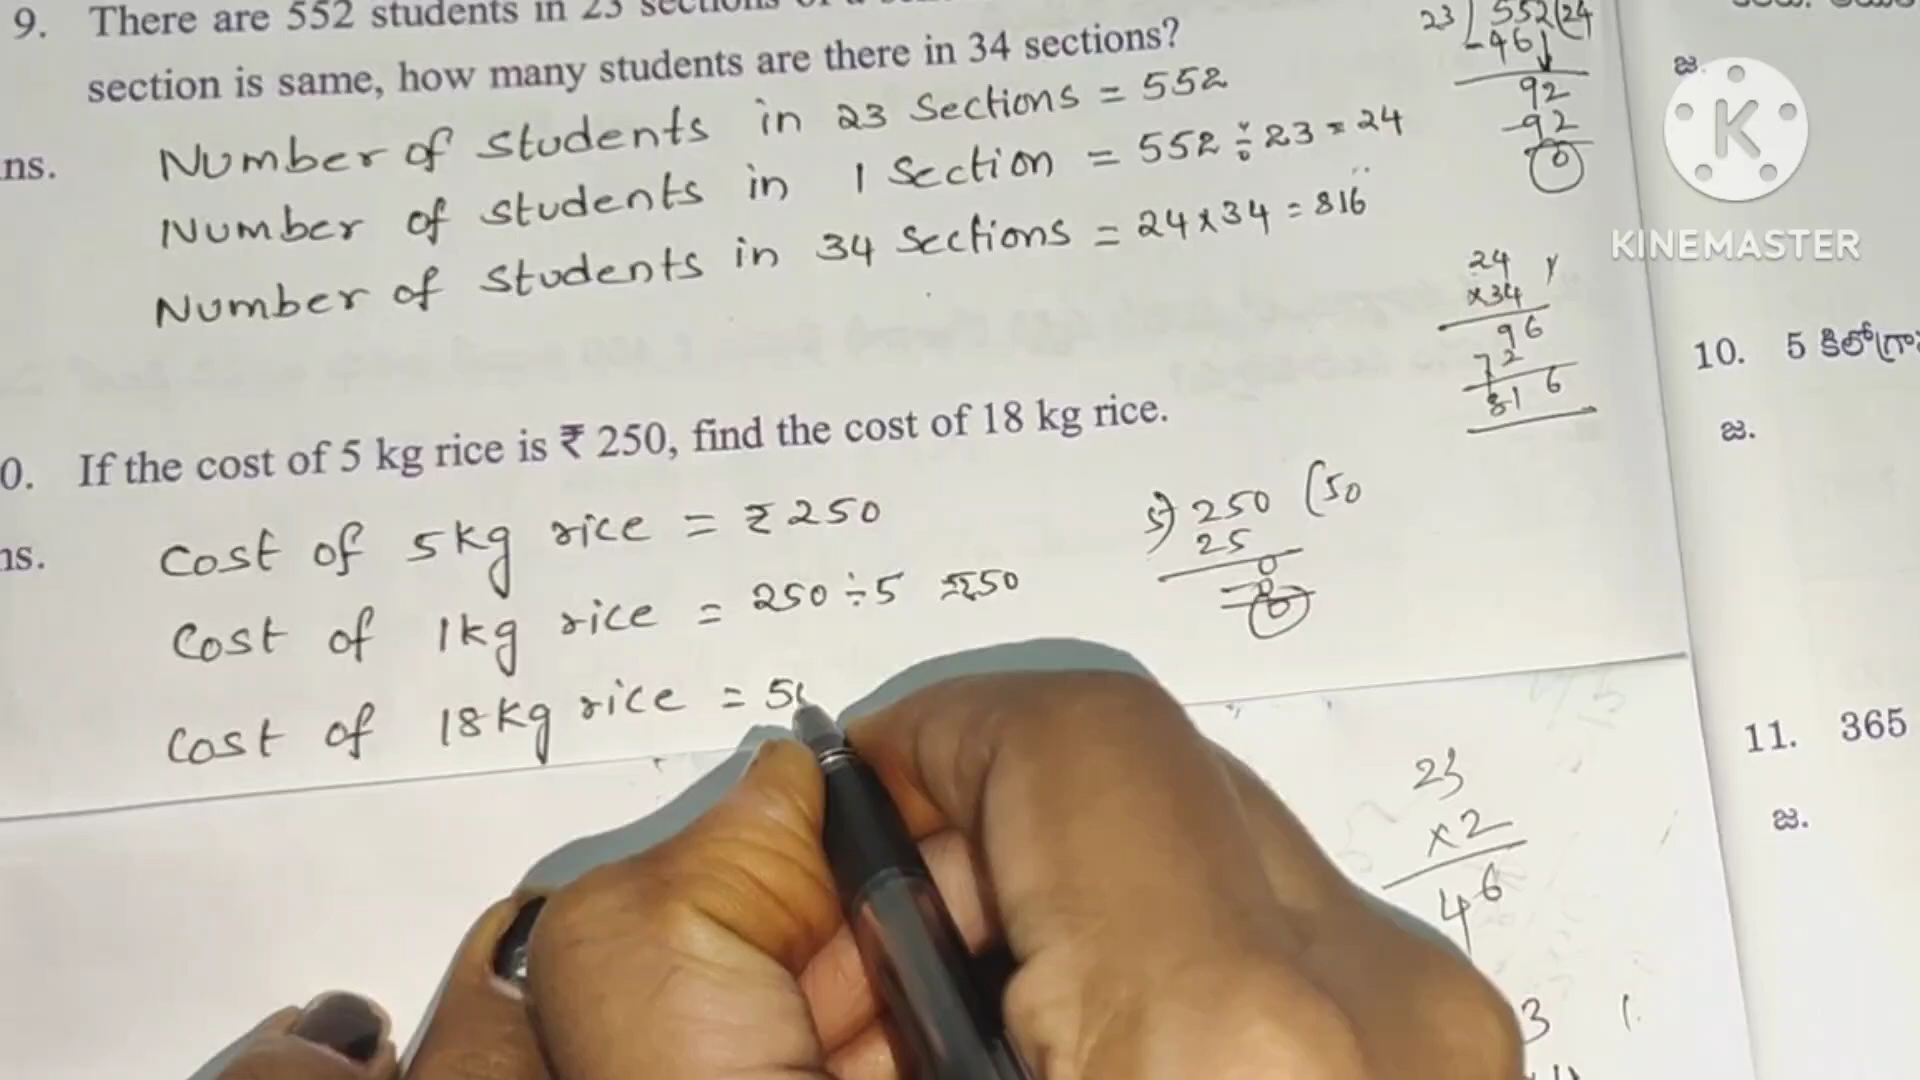 9. There are 552 students in 23 sections of a
section is same, how many students are there in 34 sections?
ns. Number of students in 23 Sections = 552
Number of students in 1 Section = 552 ÷ 23 = 24
Number of students in 34 Sections = 24 x 34 = 816
23 ) 552 ( 24
- 46
92
- 92
0
24
x 34
96
72
816
KINEMASTER
0. If the cost of 5 kg rice is ₹ 250, find the cost of 18 kg rice.
ns. Cost of 5kg rice = ₹ 250
Cost of 1kg rice = 250 ÷ 5 = ₹50
Cost of 18kg rice = 50
5) 250 (50
25
0
0
0
23
x 2
46
3
జ.
10. 5 కిలోగ్రా
జ.
11. 365
జ.